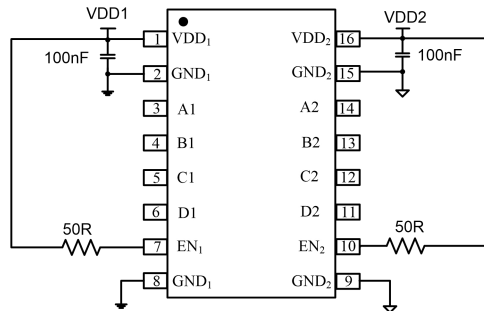 VDD1 VDD2
100nF 1 VDD₁ VDD₂ 16 100nF
2 GND₁ GND₂ 15
3 A1 A2 14
4 B1 B2 13
5 C1 C2 12
6 D1 D2 11
50R 50R
7 EN₁ EN₂ 10
8 GND₁ GND₂ 9